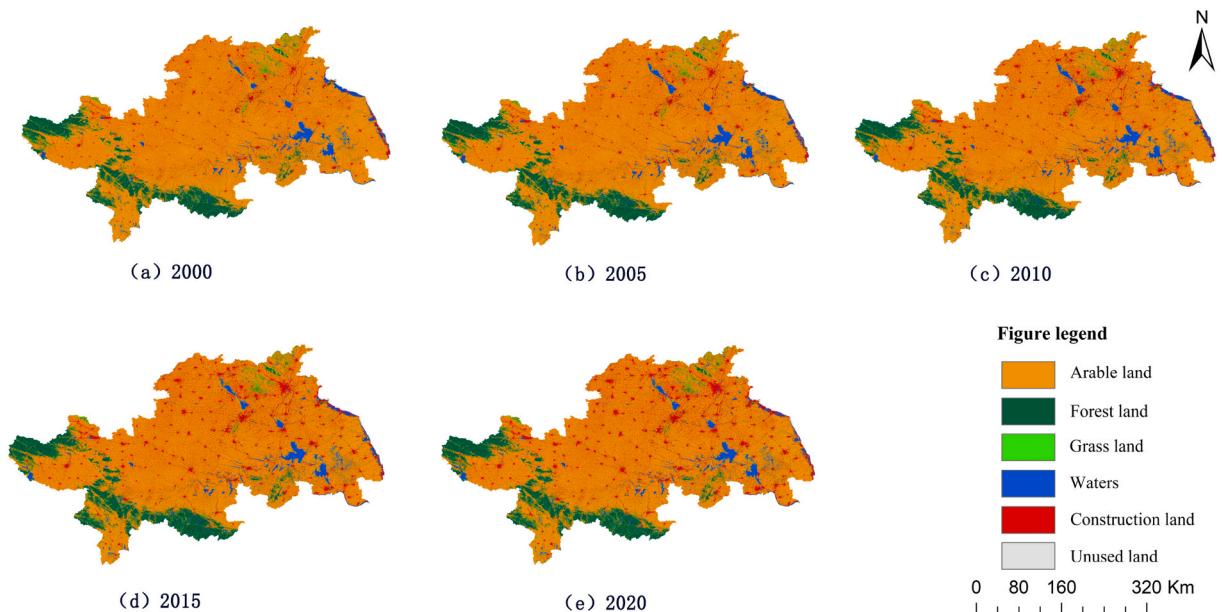 N
(a) 2000
(b) 2005
(c) 2010
Figure legend
Arable land
Forest land
Grass land
Waters
Construction land
Unused land
0 80 160 320 Km
(d) 2015
(e) 2020